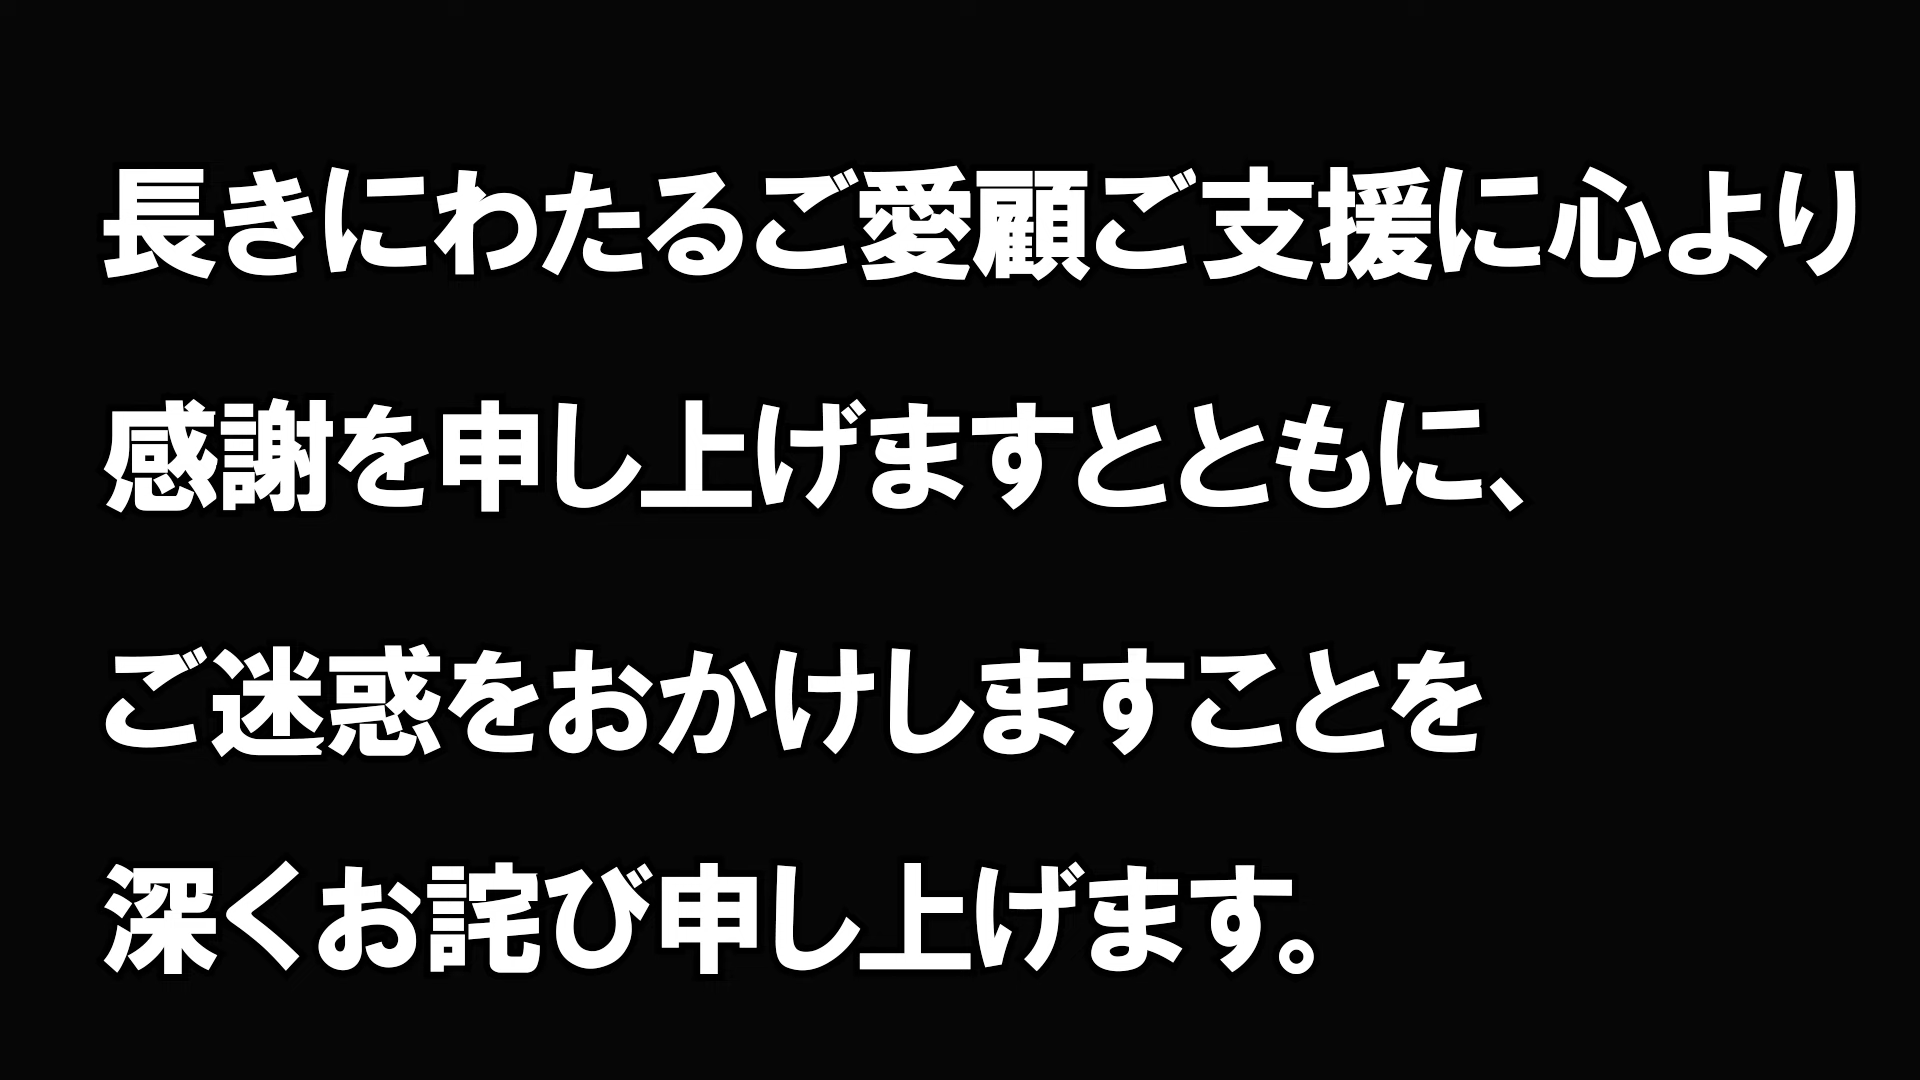 長きにわたるご愛顧ご支援に心より
感謝を申し上げますとともに、
ご迷惑をおかけしますことを
深くお詫び申し上げます。